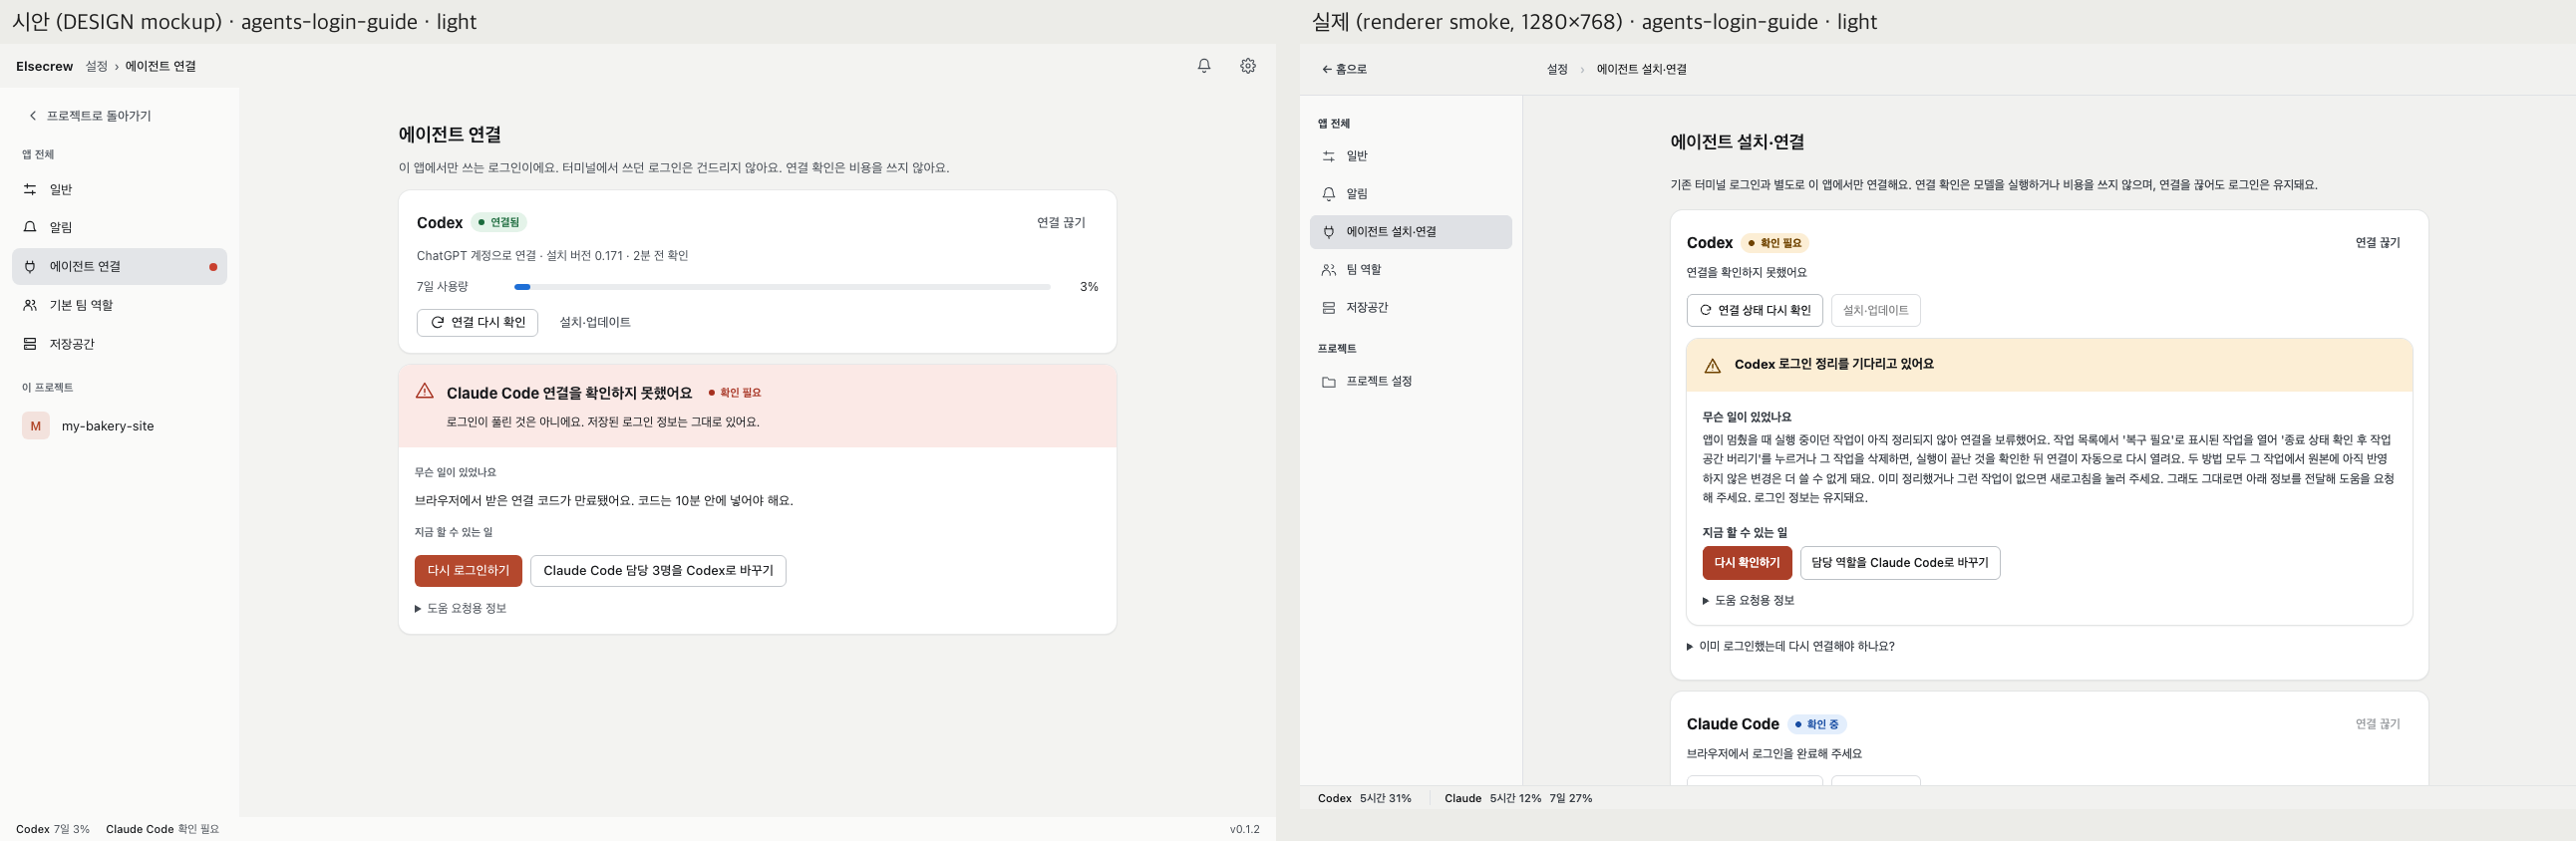 시안 (DESIGN mockup) · agents-login-guide · light
Elsecrew 설정 › 에이전트 연결
프로젝트로 돌아가기
앱 전체
일반
알림
에이전트 연결
기본 팀 역할
저장공간
이 프로젝트
M my-bakery-site
에이전트 연결
이 앱에서만 쓰는 로그인이에요. 터미널에서 쓰던 로그인은 건드리지 않아요. 연결 확인은 비용을 쓰지 않아요.
Codex 연결됨 연결 끊기
ChatGPT 계정으로 연결 · 설치 버전 0.171 · 2분 전 확인
7일 사용량 3%
연결 다시 확인 설치·업데이트
Claude Code 연결을 확인하지 못했어요 확인 필요
로그인이 풀린 것은 아니에요. 저장된 로그인 정보는 그대로 있어요.
무슨 일이 있었나요
브라우저에서 받은 연결 코드가 만료됐어요. 코드는 10분 안에 넣어야 해요.
지금 할 수 있는 일
다시 로그인하기 Claude Code 담당 3명을 Codex로 바꾸기
▶ 도움 요청용 정보
Codex 7일 3% Claude Code 확인 필요 v0.1.2
실제 (renderer smoke, 1280×768) · agents-login-guide · light
← 홈으로 설정 › 에이전트 설치·연결
앱 전체
일반
알림
에이전트 설치·연결
팀 역할
저장공간
프로젝트
프로젝트 설정
에이전트 설치·연결
기존 터미널 로그인과 별도로 이 앱에서만 연결해요. 연결 확인은 모델을 실행하거나 비용을 쓰지 않으며, 연결을 끊어도 로그인은 유지돼요.
Codex 확인 필요 연결 끊기
연결을 확인하지 못했어요
연결 상태 다시 확인 설치·업데이트
Codex 로그인 정리를 기다리고 있어요
무슨 일이 있었나요
앱이 멈췄을 때 실행 중이던 작업이 아직 정리되지 않아 연결을 보류했어요. 작업 목록에서 '복구 필요'로 표시된 작업을 열어 '종료 상태 확인 후 작업
공간 버리기'를 누르거나 그 작업을 삭제하면, 실행이 끝난 것을 확인한 뒤 연결이 자동으로 다시 열려요. 두 방법 모두 그 작업에서 원본에 아직 반영
하지 않은 변경은 더 쓸 수 없게 돼요. 이미 정리했거나 그런 작업이 없으면 새로고침을 눌러 주세요. 그래도 그대로면 아래 정보를 전달해 도움을 요청
해 주세요. 로그인 정보는 유지돼요.
지금 할 수 있는 일
다시 확인하기 담당 역할을 Claude Code로 바꾸기
▶ 도움 요청용 정보
▶ 이미 로그인했는데 다시 연결해야 하나요?
Claude Code 확인 중 연결 끊기
브라우저에서 로그인을 완료해 주세요
Codex 5시간 31% Claude 5시간 12% 7일 27%